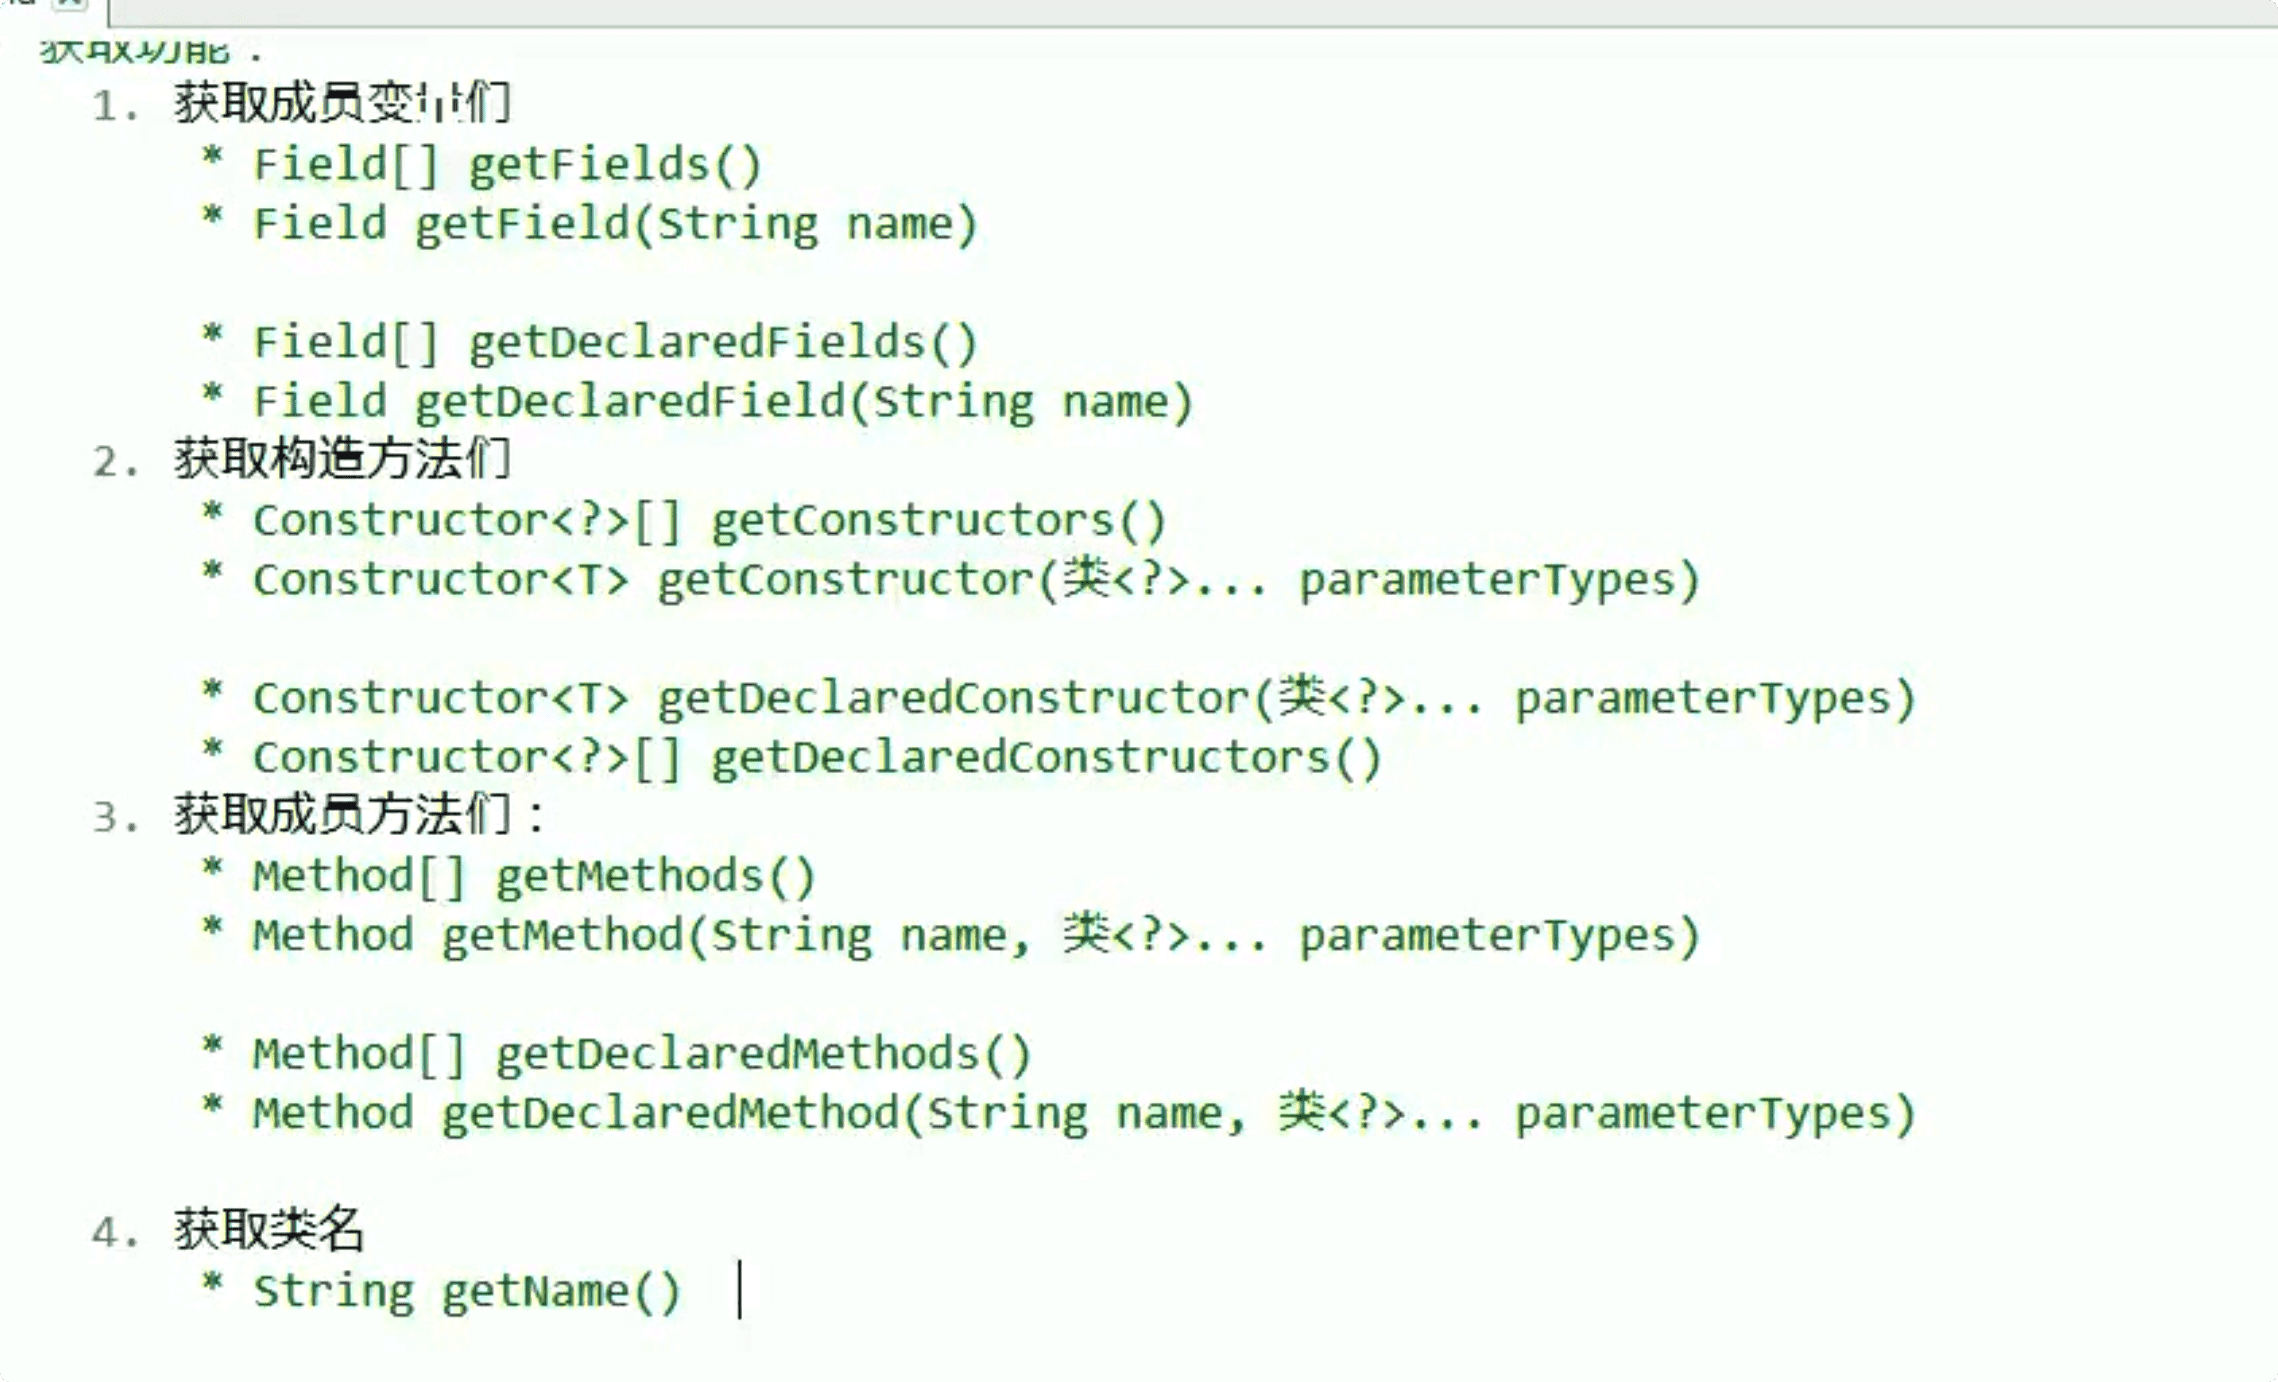 获取功能：
1. 获取成员变量们
* Field[] getFields()
* Field getField(String name)
* Field[] getDeclaredFields()
* Field getDeclaredField(String name)
2. 获取构造方法们
* Constructor<?>[] getConstructors()
* Constructor<T> getConstructor(类<?>... parameterTypes)
* Constructor<T> getDeclaredConstructor(类<?>... parameterTypes)
* Constructor<?>[] getDeclaredConstructors()
3. 获取成员方法们：
* Method[] getMethods()
* Method getMethod(String name, 类<?>... parameterTypes)
* Method[] getDeclaredMethods()
* Method getDeclaredMethod(String name, 类<?>... parameterTypes)
4. 获取类名
* String getName()